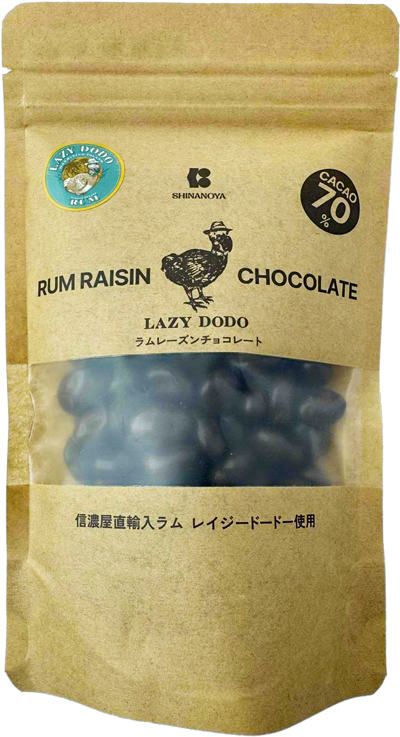 LAZY DODO
RUM
SHINANOYA
CACAO
70
%
RUM RAISIN CHOCOLATE
LAZY DODO
ラムレーズンチョコレート
信濃屋直輸入ラム レイジードードー使用